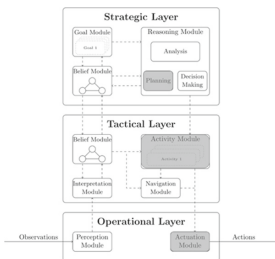 Strategic Layer
Goal Module
Goal 1
Reasoning Module
Analysis
Belief Module
Planning
Decision
Making
Tactical Layer
Belief Module
Activity Module
Activity 1
Interpretation
Module
Navigation
Module
Operational Layer
Observations
Perception
Module
Actuation
Module
Actions